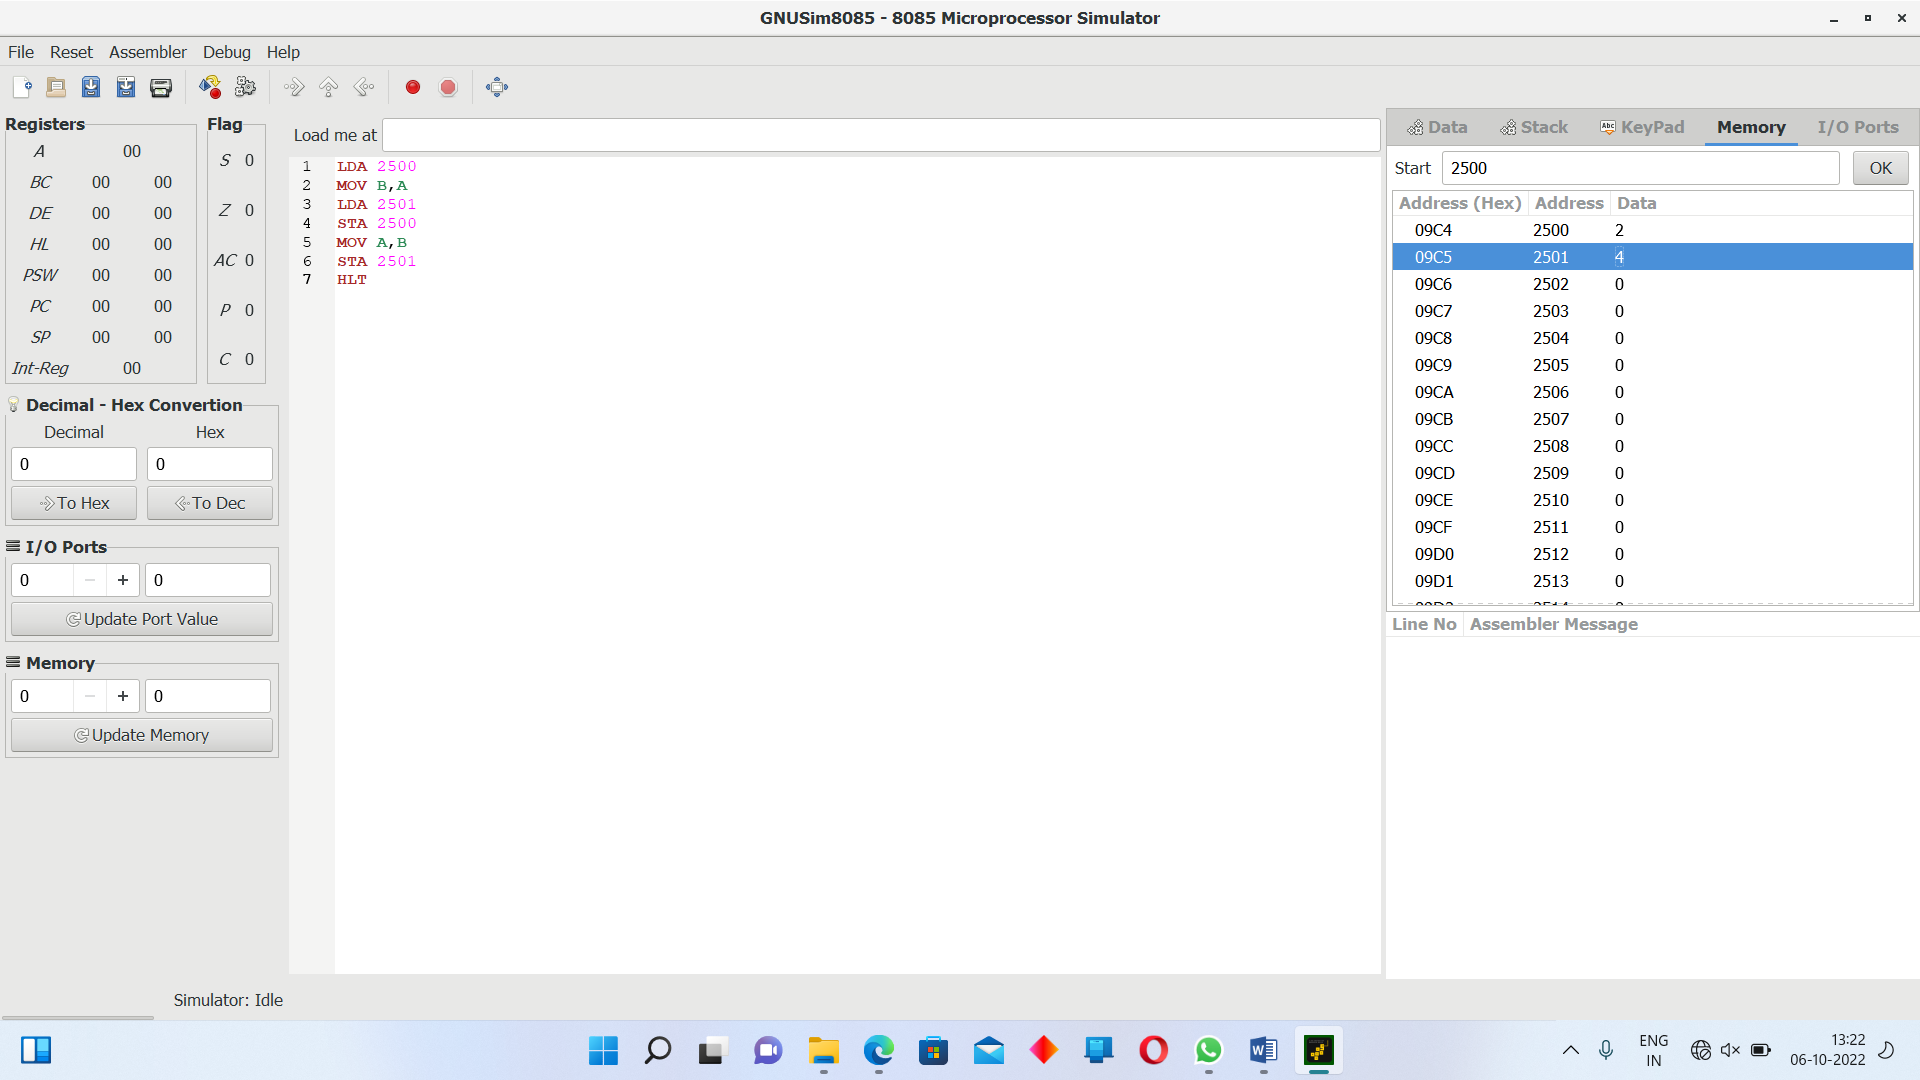 GNUSim8085 - 8085 Microprocessor Simulator
File Reset Assembler Debug Help
Registers
A 00
BC 00 00
DE 00 00
HL 00 00
PSW 00 00
PC 00 00
SP 00 00
Int-Reg 00
Flag
S 0
Z 0
AC 0
P 0
C 0
Decimal - Hex Convertion
Decimal Hex
0 0
To Hex To Dec
I/O Ports
0 - + 0
Update Port Value
Memory
0 - + 0
Update Memory
Load me at
1 LDA 2500
2 MOV B,A
3 LDA 2501
4 STA 2500
5 MOV A,B
6 STA 2501
7 HLT
Data Stack Abc KeyPad Memory I/O Ports
Start 2500 OK
Address (Hex) Address Data
09C4 2500 2
09C5 2501 4
09C6 2502 0
09C7 2503 0
09C8 2504 0
09C9 2505 0
09CA 2506 0
09CB 2507 0
09CC 2508 0
09CD 2509 0
09CE 2510 0
09CF 2511 0
09D0 2512 0
09D1 2513 0
Line No Assembler Message
Simulator: Idle
ENG
IN
13:22
06-10-2022